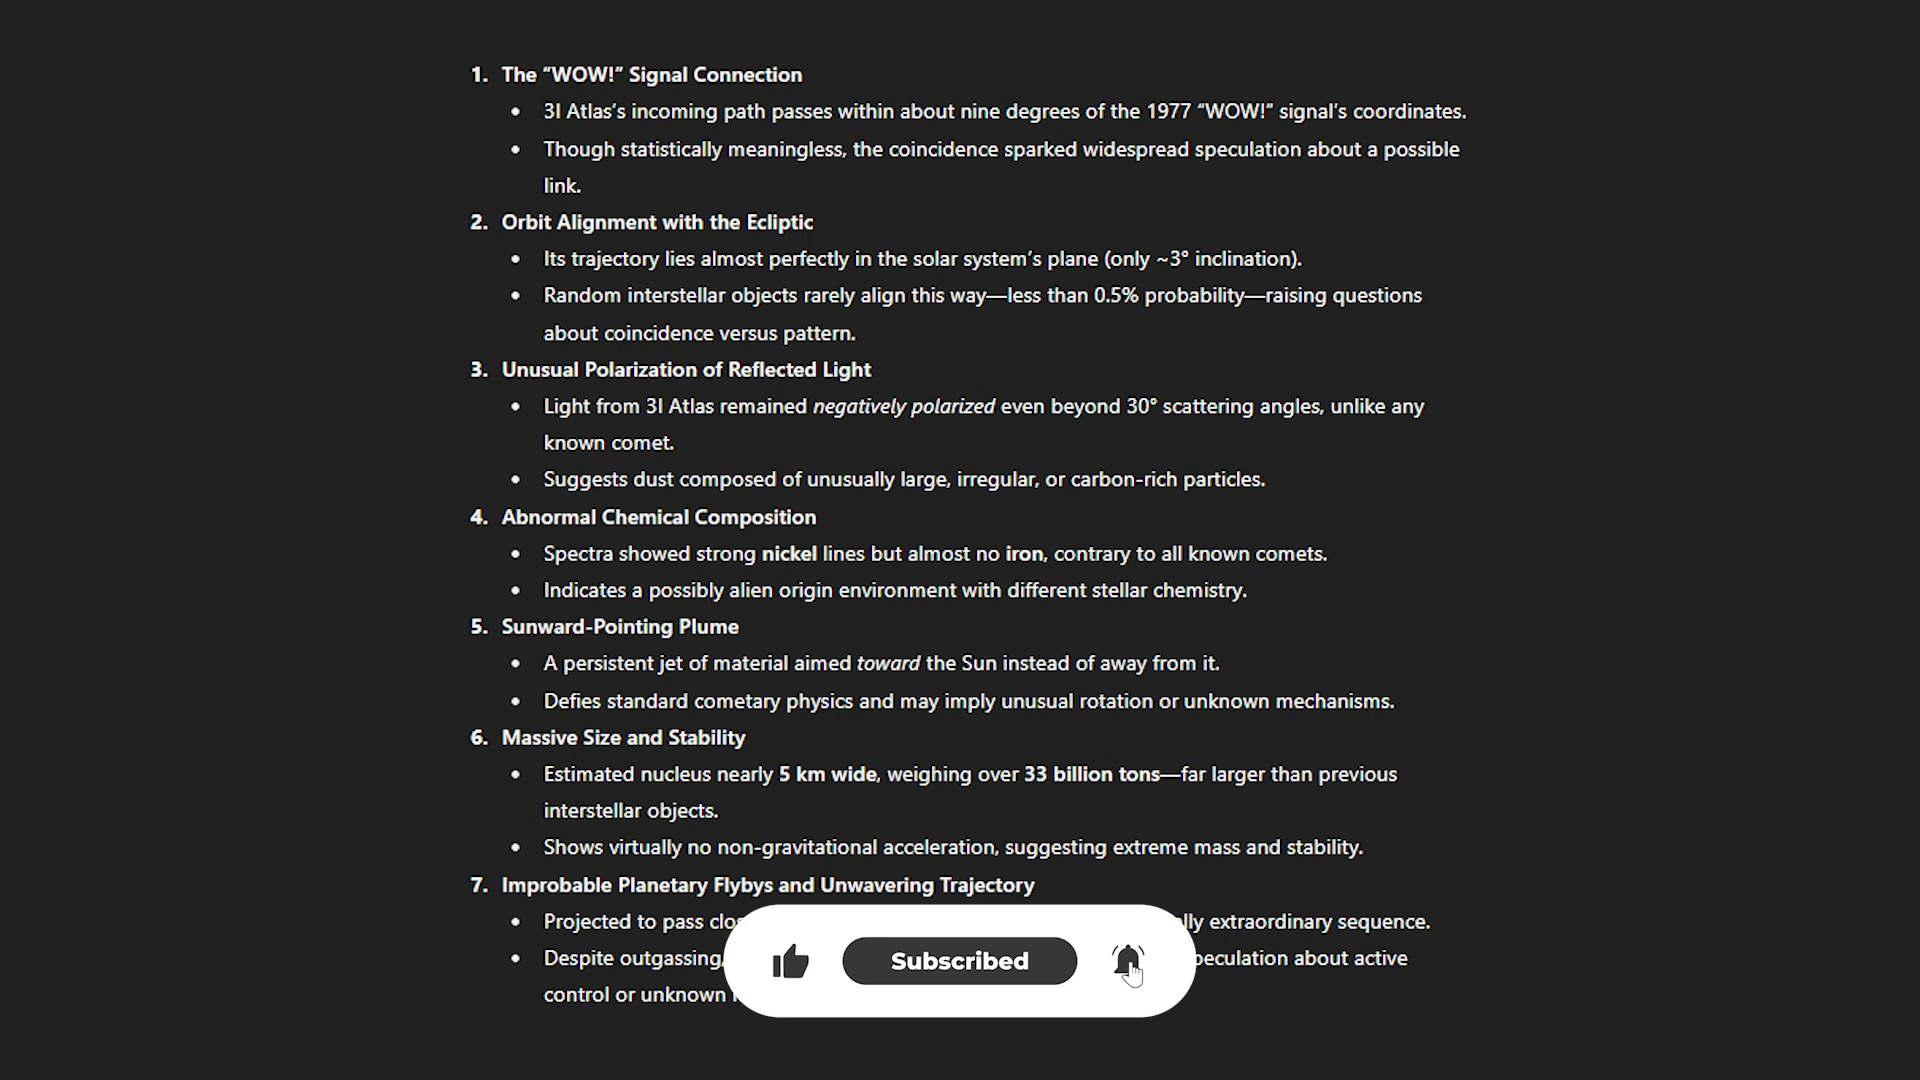 1. The “WOW!” Signal Connection
• 3I Atlas’s incoming path passes within about nine degrees of the 1977 “WOW!” signal’s coordinates.
• Though statistically meaningless, the coincidence sparked widespread speculation about a possible
link.
2. Orbit Alignment with the Ecliptic
• Its trajectory lies almost perfectly in the solar system’s plane (only ~3° inclination).
• Random interstellar objects rarely align this way—less than 0.5% probability—raising questions
about coincidence versus pattern.
3. Unusual Polarization of Reflected Light
• Light from 3I Atlas remained negatively polarized even beyond 30° scattering angles, unlike any
known comet.
• Suggests dust composed of unusually large, irregular, or carbon-rich particles.
4. Abnormal Chemical Composition
• Spectra showed strong nickel lines but almost no iron, contrary to all known comets.
• Indicates a possibly alien origin environment with different stellar chemistry.
5. Sunward-Pointing Plume
• A persistent jet of material aimed toward the Sun instead of away from it.
• Defies standard cometary physics and may imply unusual rotation or unknown mechanisms.
6. Massive Size and Stability
• Estimated nucleus nearly 5 km wide, weighing over 33 billion tons—far larger than previous
interstellar objects.
• Shows virtually no non-gravitational acceleration, suggesting extreme mass and stability.
7. Improbable Planetary Flybys and Unwavering Trajectory
• Projected to pass extraordinary sequence.
• Despite outgassing, about active
control or unknown
Subscribed